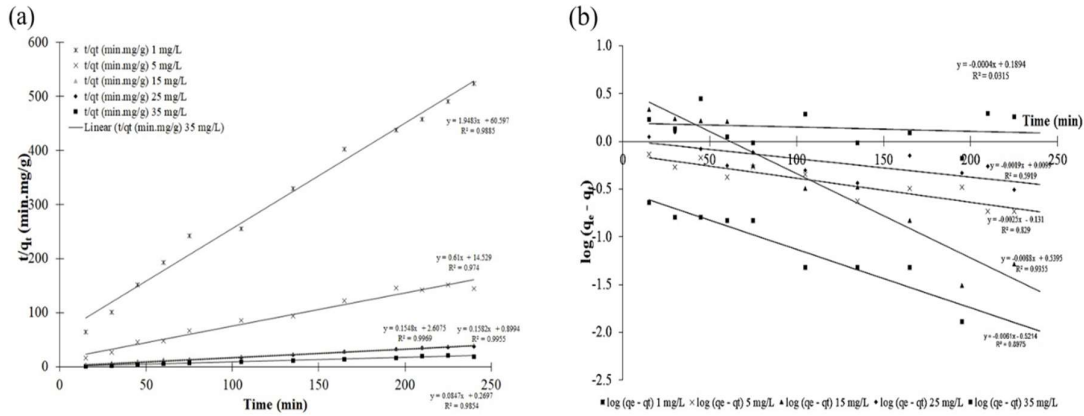 (a)
600
500
400
300
200
100
0
t/qt (min.mg/g)
t/qt (min.mg/g) 1 mg/L
t/qt (min.mg/g) 5 mg/L
t/qt (min.mg/g) 15 mg/L
t/qt (min.mg/g) 25 mg/L
t/qt (min.mg/g) 35 mg/L
Linear (t/qt (min.mg/g) 35 mg/L)
y = 1.9483x + 60.597
R² = 0.9885
y = 0.61x + 14.529
R² = 0.974
y = 0.1548x + 2.6075
R² = 0.9969
y = 0.1582x + 0.8994
R² = 0.9955
y = 0.0847x + 0.2697
R² = 0.9854
0
50
100
150
200
250
Time (min)
(b)
1.0
0.5
0.0
-0.5
-1.0
-1.5
-2.0
-2.5
log (qe – qt)
y = -0.0004x + 0.1894
R² = 0.0315
Time (min)
0
50
100
150
200
250
R² = 0.5919
y = -0.0025x - 0.131
R² = 0.829
y = -0.0088x + 0.5395
R² = 0.9355
y = -0.0061x - 0.5214
R² = 0.8975
log (qe - qt) 1 mg/L
log (qe - qt) 5 mg/L
log (qe - qt) 15 mg/L
log (qe - qt) 25 mg/L
log (qe - qt) 35 mg/L